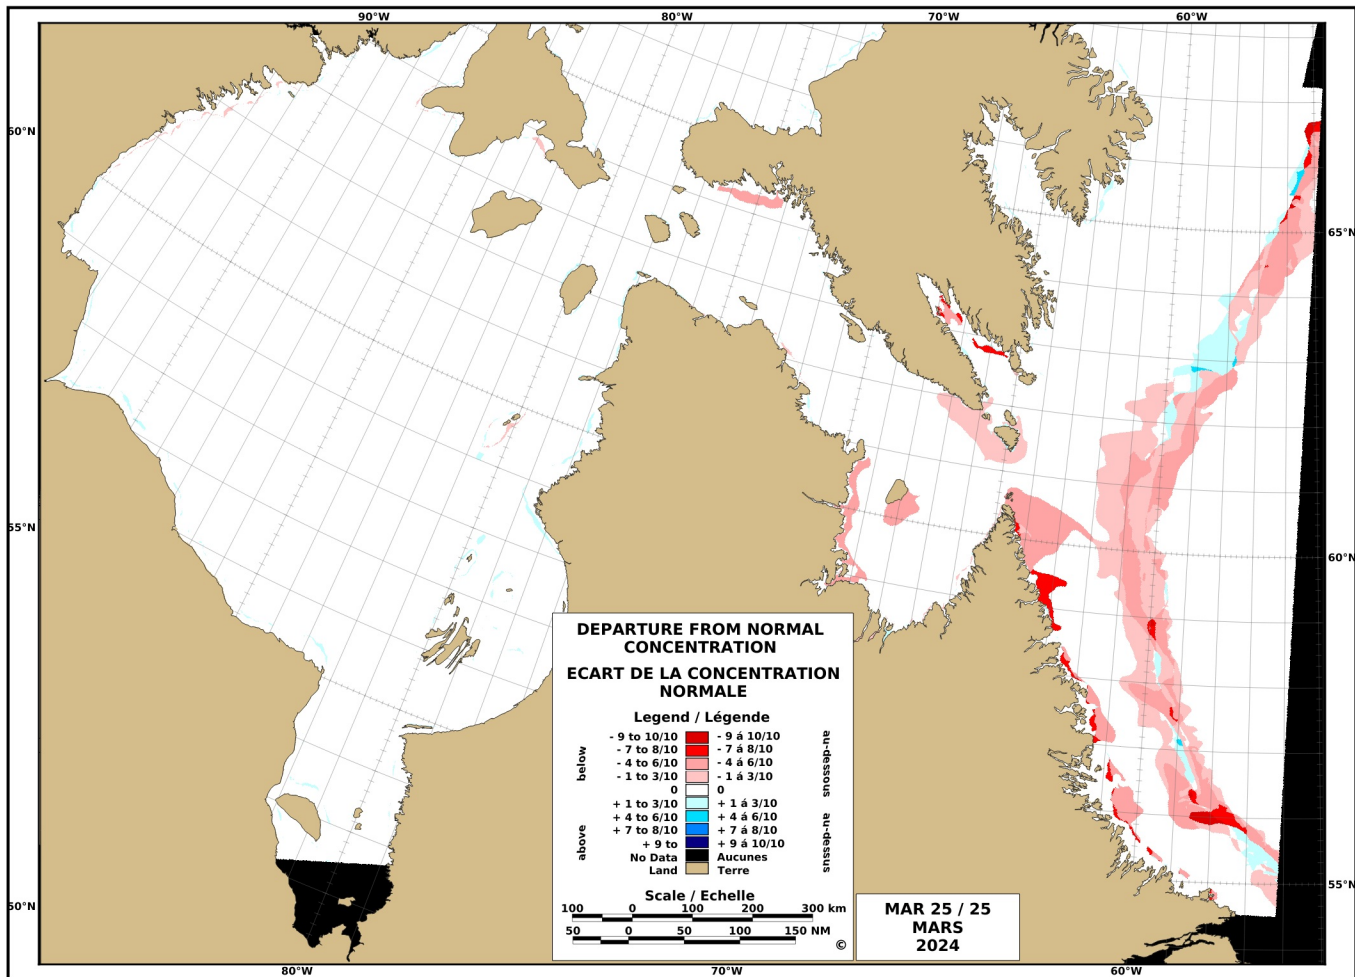 90°W 80°W 70°W 60°W
60°N
65°N
55°N
60°N
50°N
55°N
80°W 70°W 60°W
DEPARTURE FROM NORMAL
CONCENTRATION
ECART DE LA CONCENTRATION
NORMALE
Legend / Légende
below
au-dessous
- 9 to 10/10 - 9 á 10/10
- 7 to 8/10 - 7 á 8/10
- 4 to 6/10 - 4 á 6/10
- 1 to 3/10 - 1 á 3/10
0 0
above
au-dessus
+ 1 to 3/10 + 1 á 3/10
+ 4 to 6/10 + 4 á 6/10
+ 7 to 8/10 + 7 á 8/10
+ 9 to + 9 á 10/10
No Data Aucunes
Land Terre
Scale / Echelle
100 0 100 200 300 km
50 0 50 100 150 NM
©
MAR 25 / 25
MARS
2024